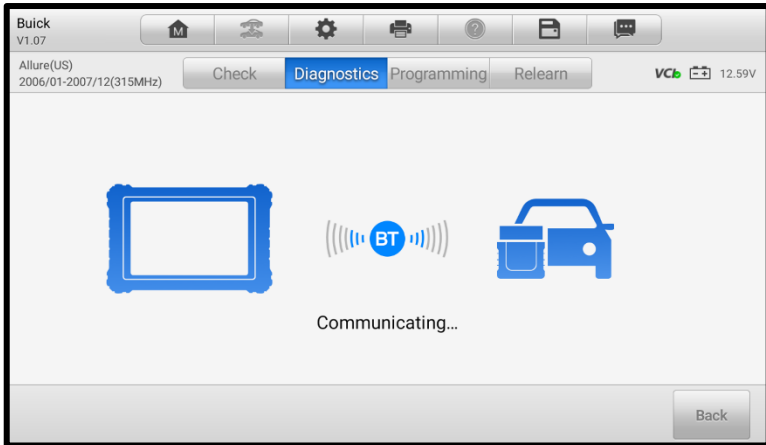 Buick
V1.07
M
Allure(US)
2006/01-2007/12(315MHz)
Check
Diagnostics
Programming
Relearn
VCI
12.59V
BT
Communicating...
Back